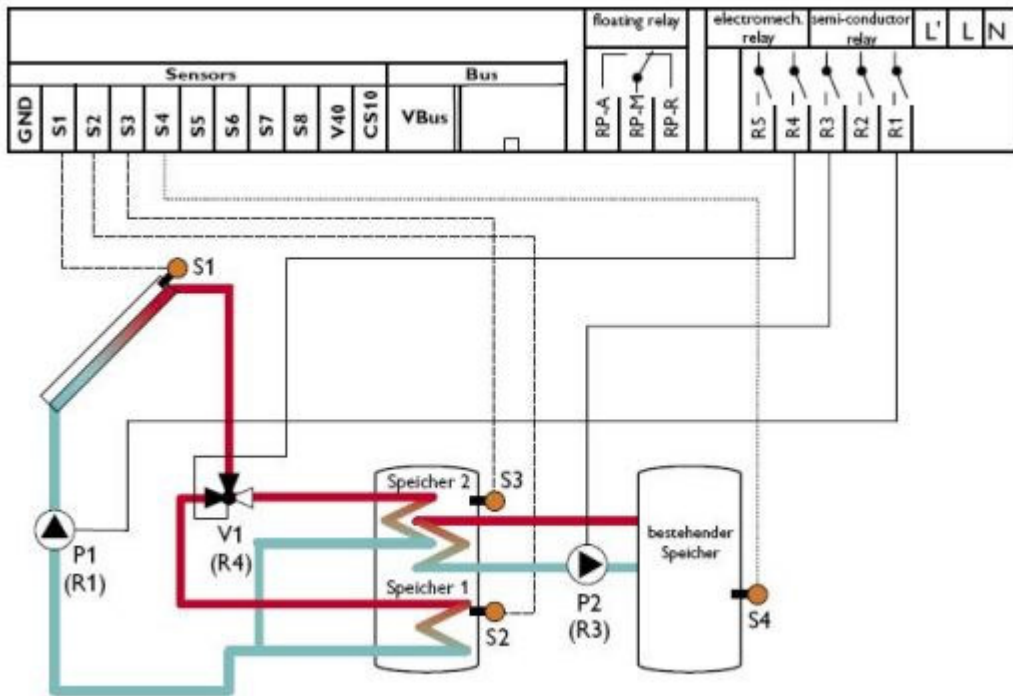 floating relay
electromech. relay
semi-conductor relay
L' L N
Sensors
Bus
GND S1 S2 S3 S4 S5 S6 S7 S8 V40 CS10
VBus
RP-A RP-M RP-R
R5 R4 R3 R2 R1
S1
Speicher 2
S3
V1
(R4)
bestehender
Speicher
P1
(R1)
Speicher 1
S2
P2
(R3)
S4